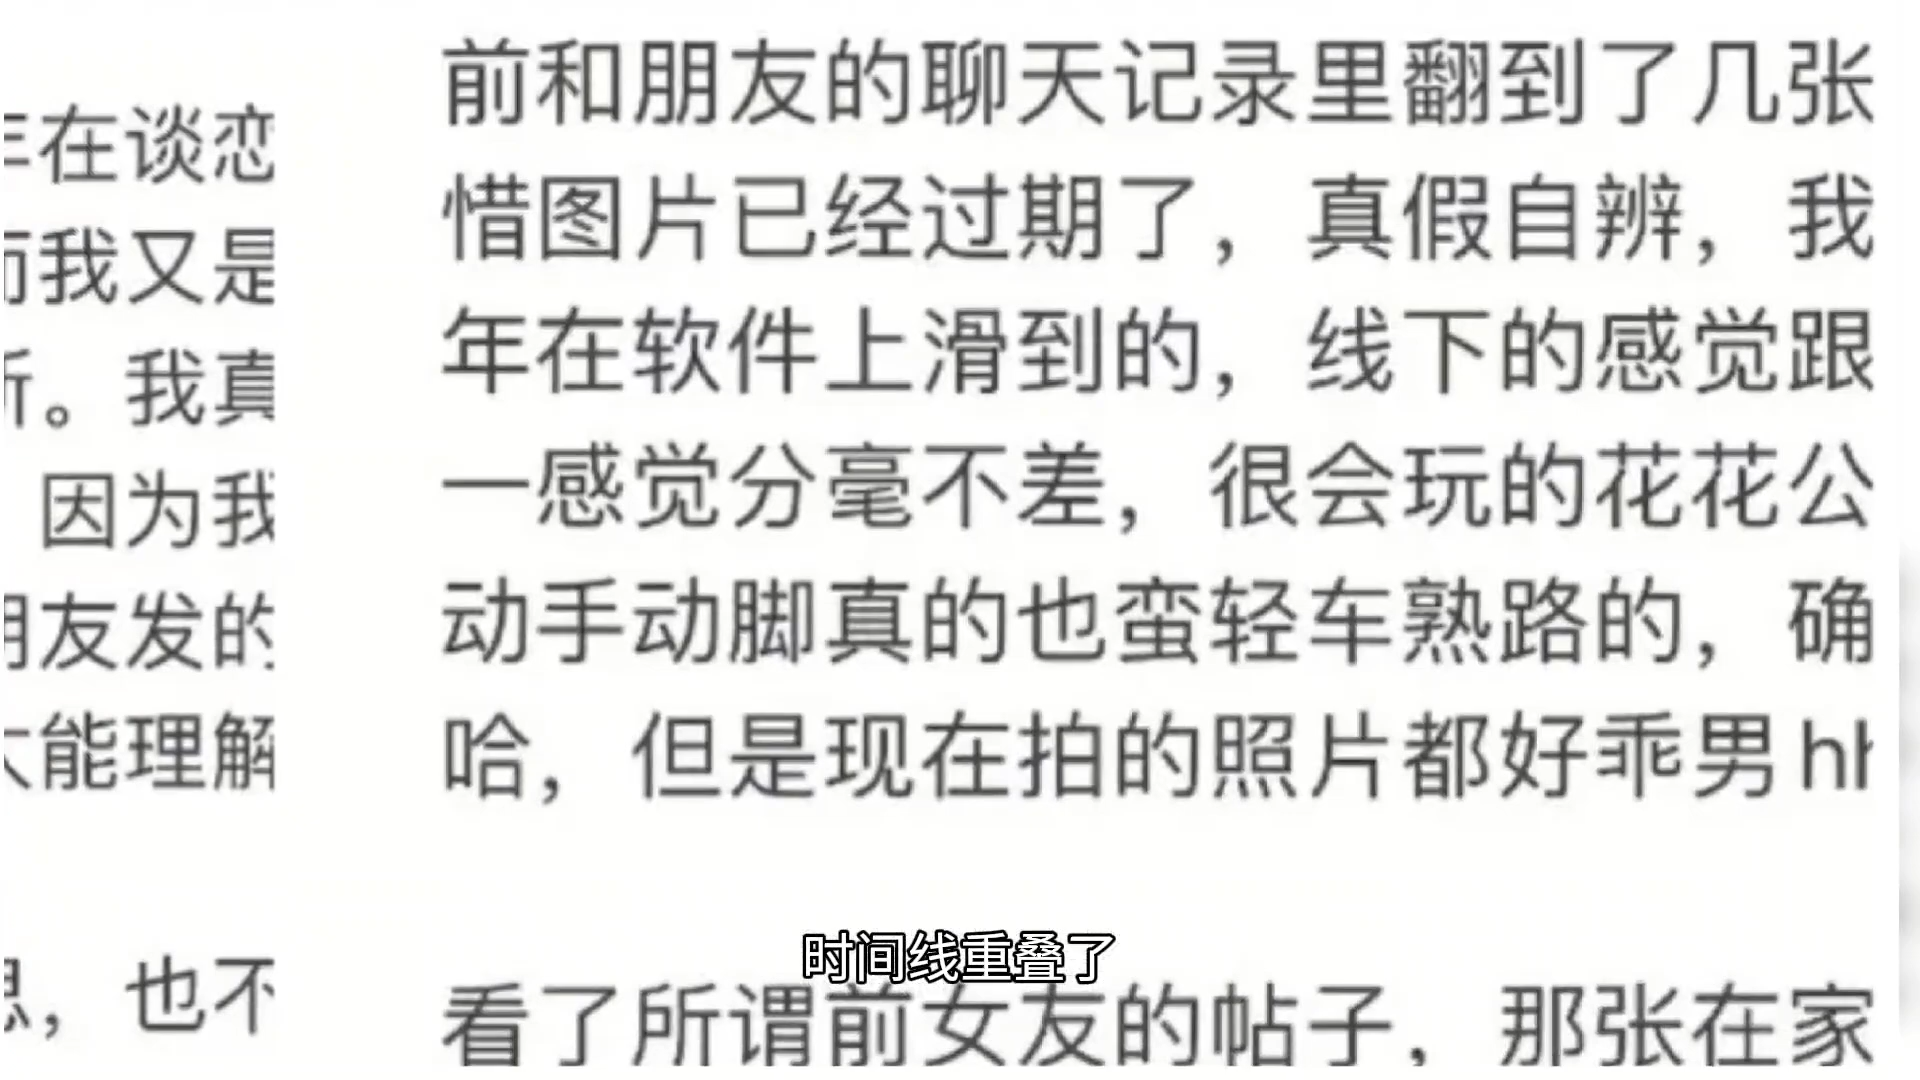 在谈恋
我又是
。我真
因为我
友发的
能理解
，也不
前和朋友的聊天记录里翻到了几张
惜图片已经过期了，真假自辨，我
年在软件上滑到的，线下的感觉跟
一感觉分毫不差，很会玩的花花公
动手动脚真的也蛮轻车熟路的，确
哈，但是现在拍的照片都好乖男hh
时间线重叠了
看了所谓前女友的帖子，那张在家